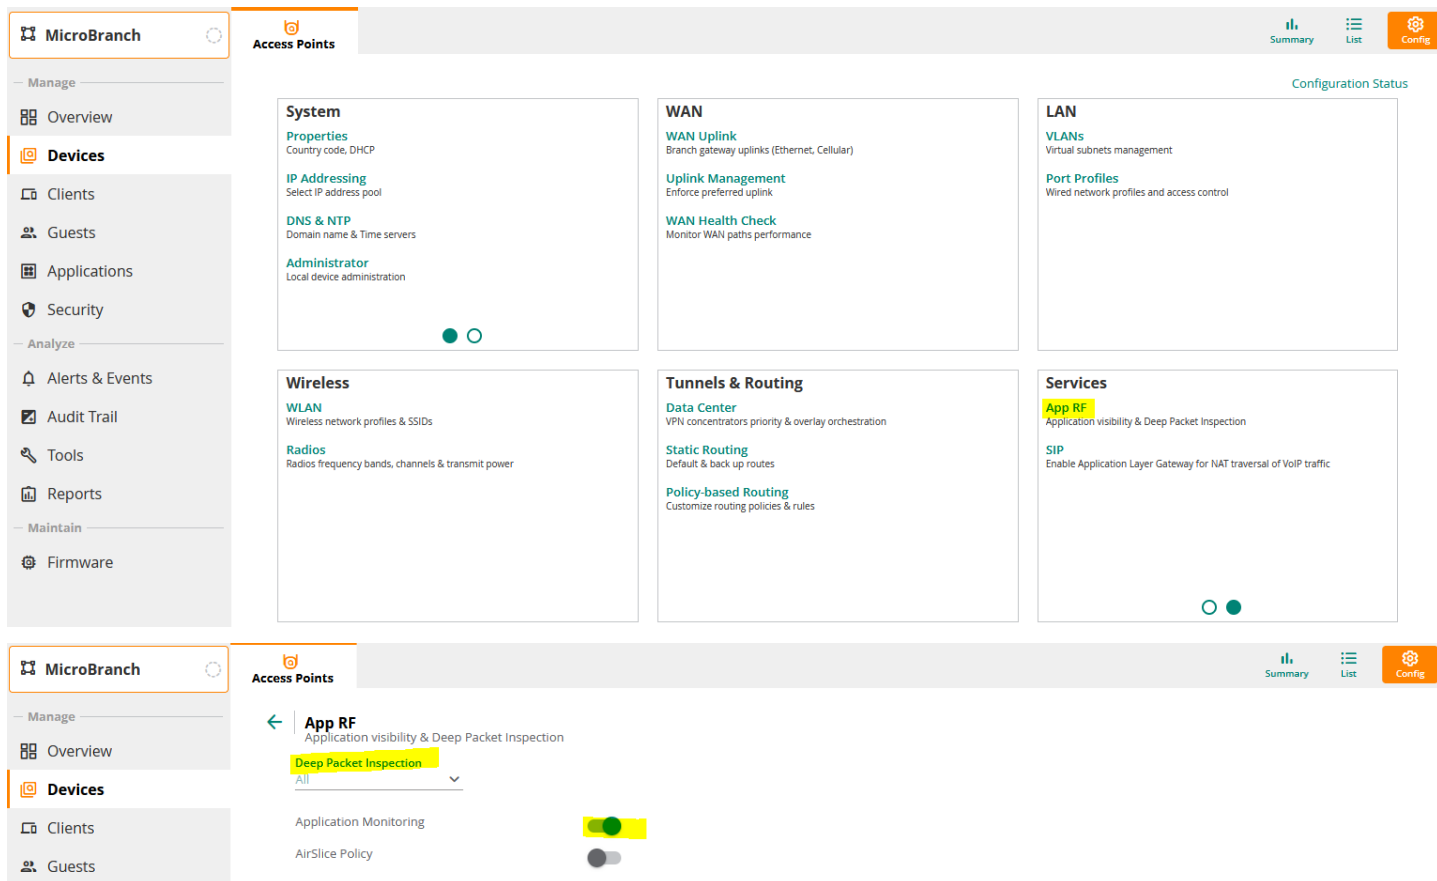 MicroBranch
Access Points
Summary
List
Config
Manage
Overview
Devices
Clients
Guests
Applications
Security
Analyze
Alerts & Events
Audit Trail
Tools
Reports
Maintain
Firmware
Configuration Status
System
Properties
Country code, DHCP
IP Addressing
Select IP address pool
DNS & NTP
Domain name & Time servers
Administrator
Local device administration
WAN
WAN Uplink
Branch gateway uplinks (Ethernet, Cellular)
Uplink Management
Enforce preferred uplink
WAN Health Check
Monitor WAN paths performance
LAN
VLANs
Virtual subnets management
Port Profiles
Wired network profiles and access control
Wireless
WLAN
Wireless network profiles & SSIDs
Radios
Radios frequency bands, channels & transmit power
Tunnels & Routing
Data Center
VPN concentrators priority & overlay orchestration
Static Routing
Default & back up routes
Policy-based Routing
Customize routing policies & rules
Services
App RF
Application visibility & Deep Packet Inspection
SIP
Enable Application Layer Gateway for NAT traversal of VoIP traffic
MicroBranch
Access Points
Summary
List
Config
Manage
Overview
Devices
Clients
Guests
App RF
Application visibility & Deep Packet Inspection
Deep Packet Inspection
All
Application Monitoring
AirSlice Policy